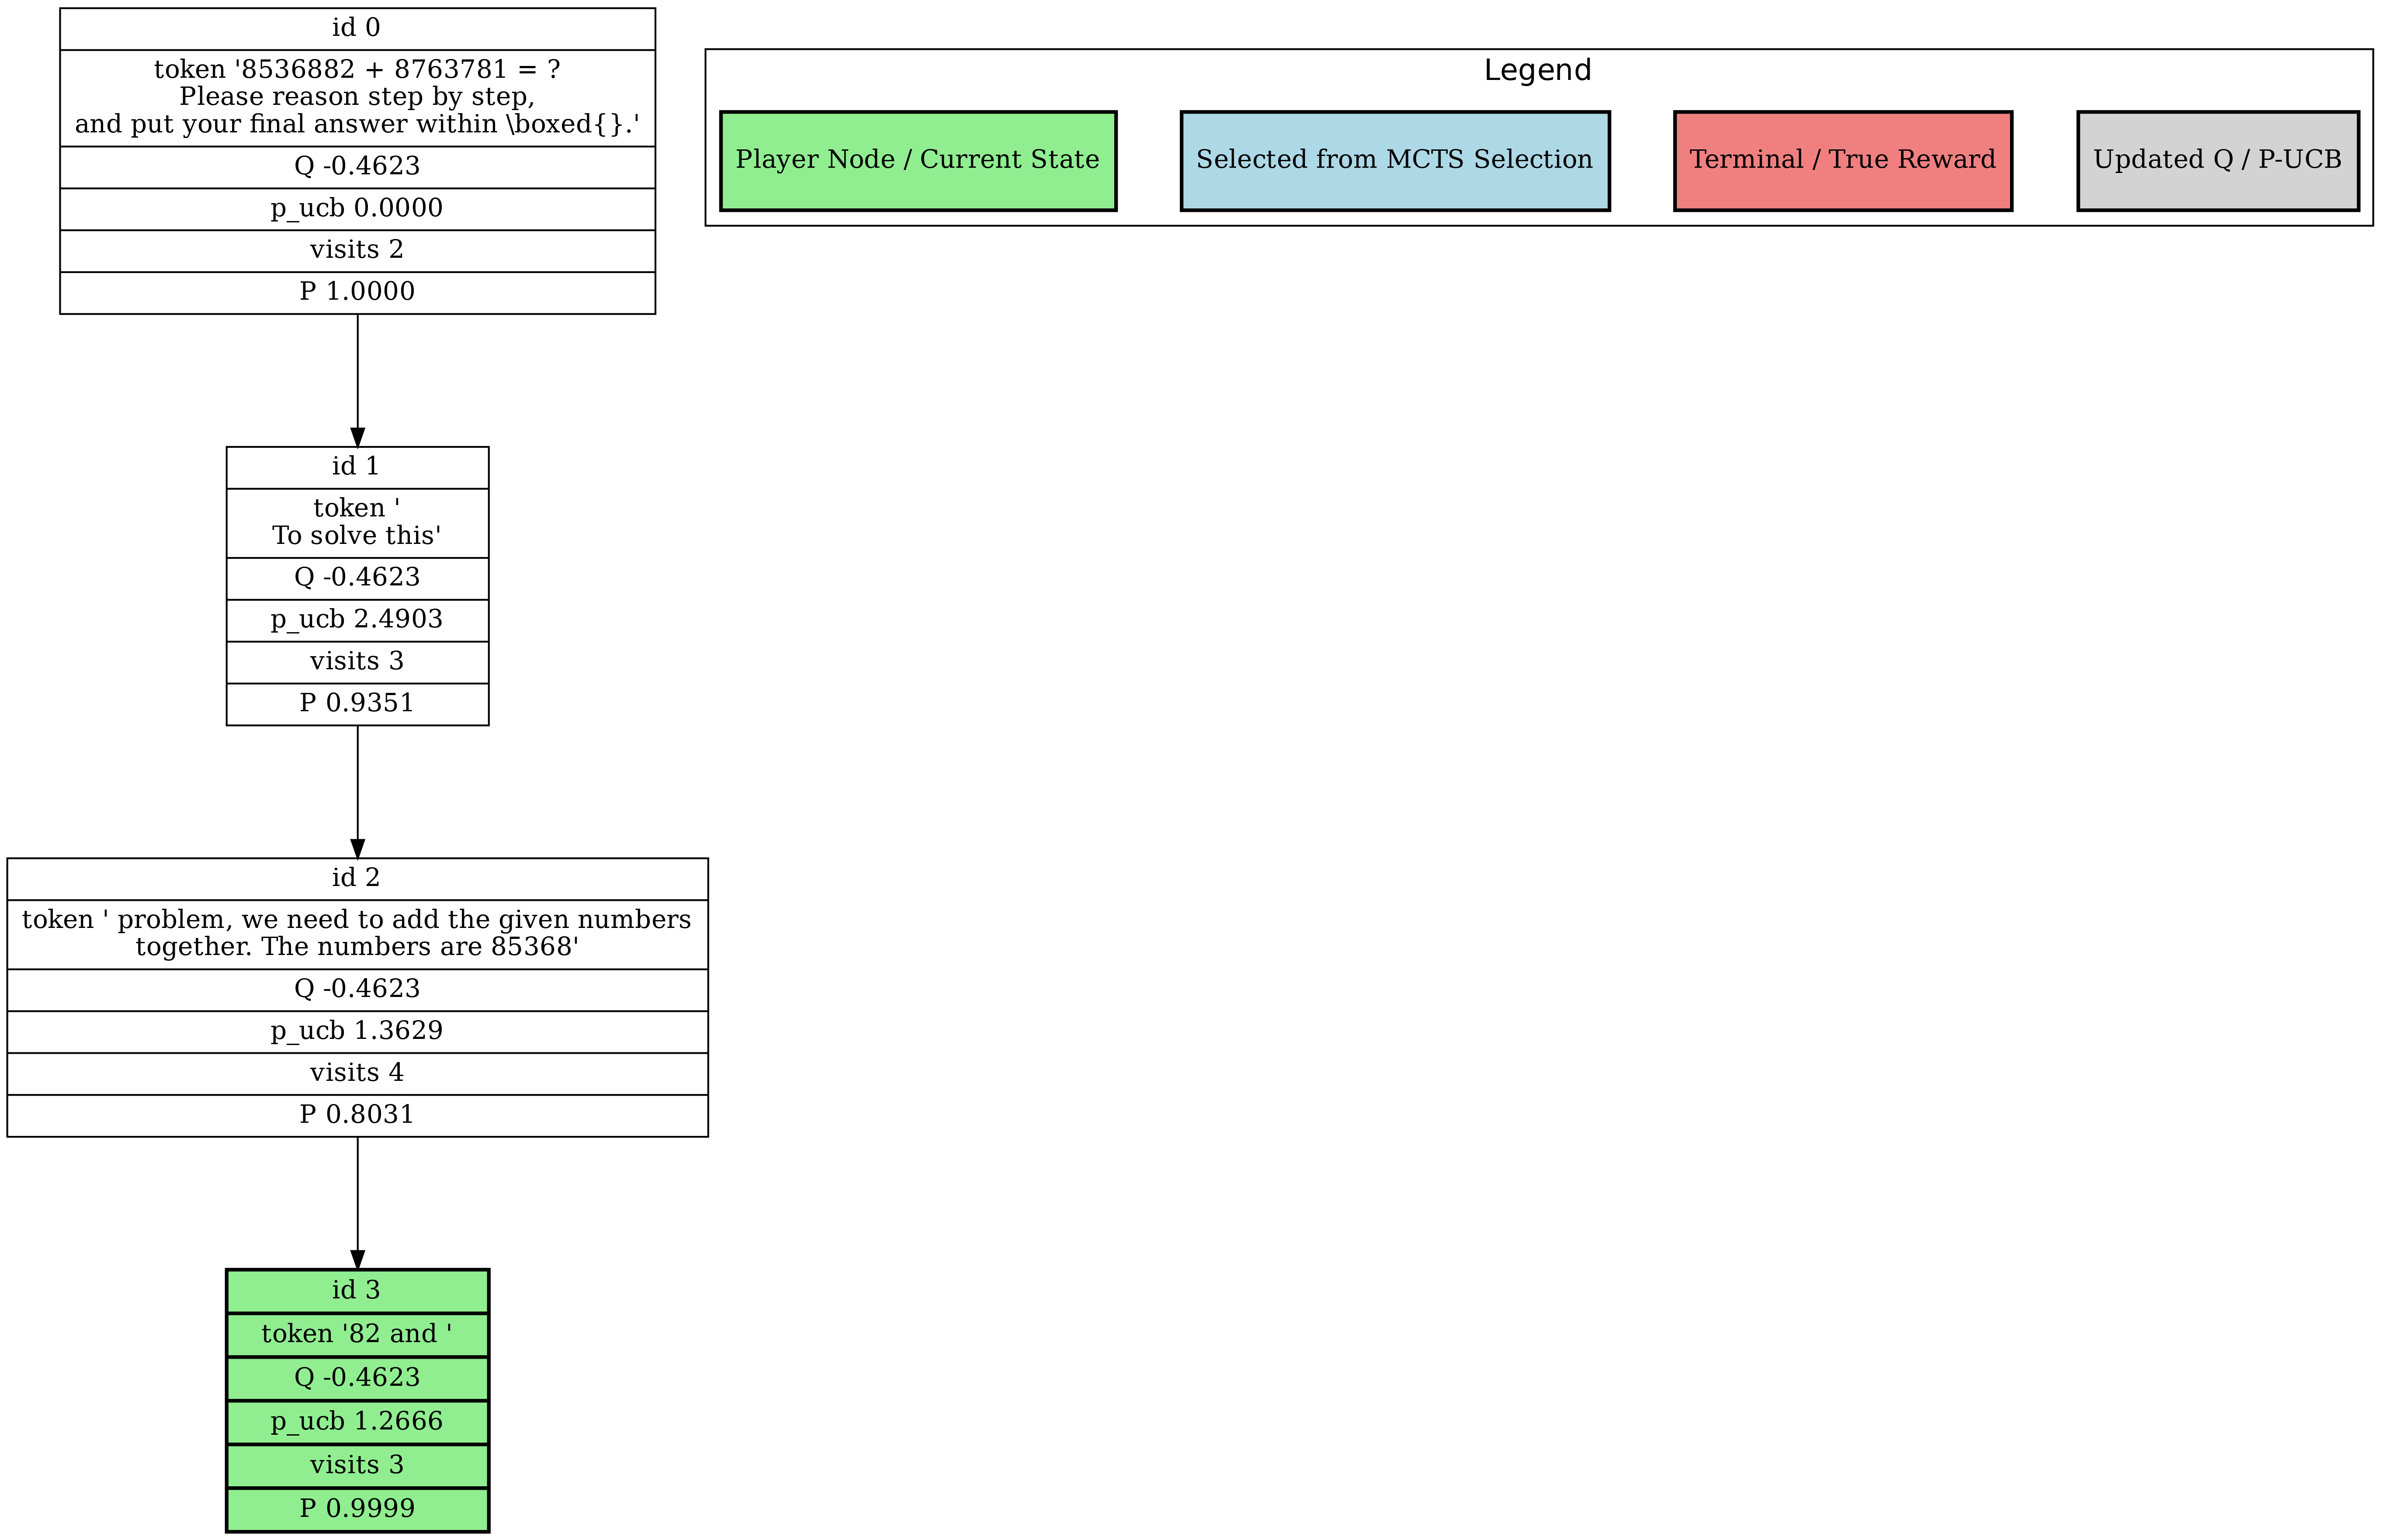 id 0
token '8536882 + 8763781 = ?
Please reason step by step,
and put your final answer within \boxed{}.'
Q -0.4623
p_ucb 0.0000
visits 2
P 1.0000
Legend
Player Node / Current State
Selected from MCTS Selection
Terminal / True Reward
Updated Q / P-UCB
id 1
token '
To solve this'
Q -0.4623
p_ucb 2.4903
visits 3
P 0.9351
id 2
token ' problem, we need to add the given numbers
together. The numbers are 85368'
Q -0.4623
p_ucb 1.3629
visits 4
P 0.8031
id 3
token '82 and '
Q -0.4623
p_ucb 1.2666
visits 3
P 0.9999